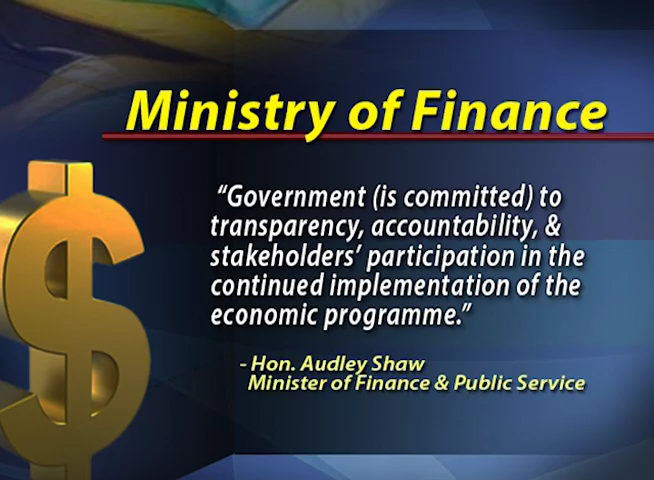 Ministry of Finance
“Government (is committed) to
transparency, accountability, &
stakeholders’ participation in the
continued implementation of the
economic programme.”
- Hon. Audley Shaw
Minister of Finance & Public Service